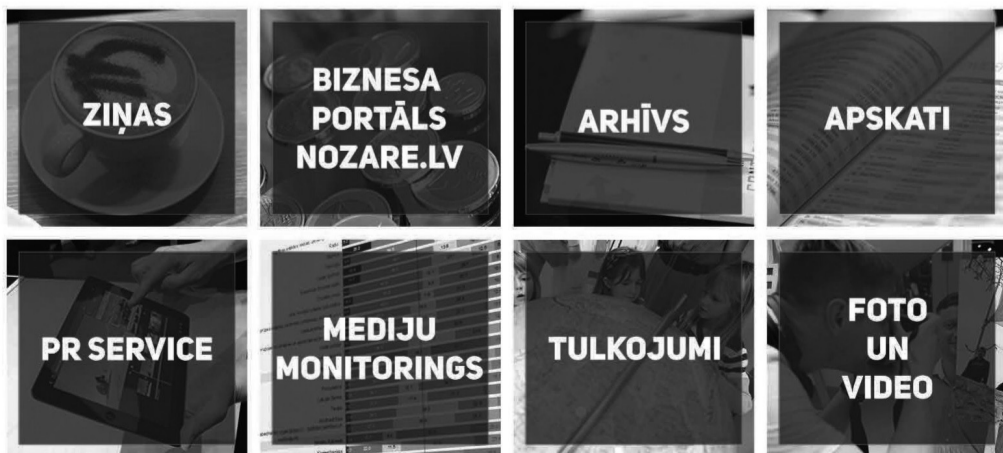 ZIŅAS
BIZNESA
PORTĀLS
NOZARE.LV
ARHĪVS
APSKATI
PR SERVICE
MEDIJU
MONITORINGS
TULKOJUMI
FOTO
UN
VIDEO